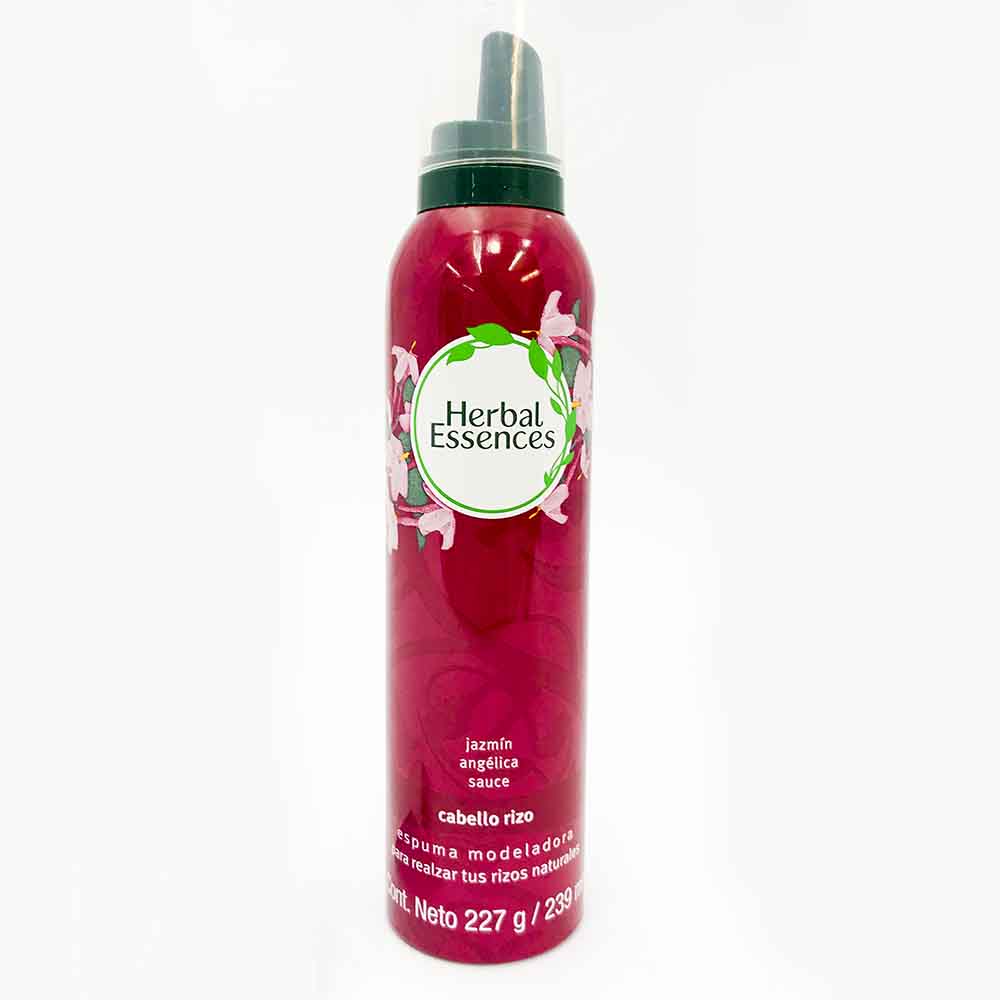 Herbal
Essences
jazmín
angélica
sauce
cabello rizo
espuma modeladora
para realzar tus rizos naturales
Cont. Neto 227 g / 239 m